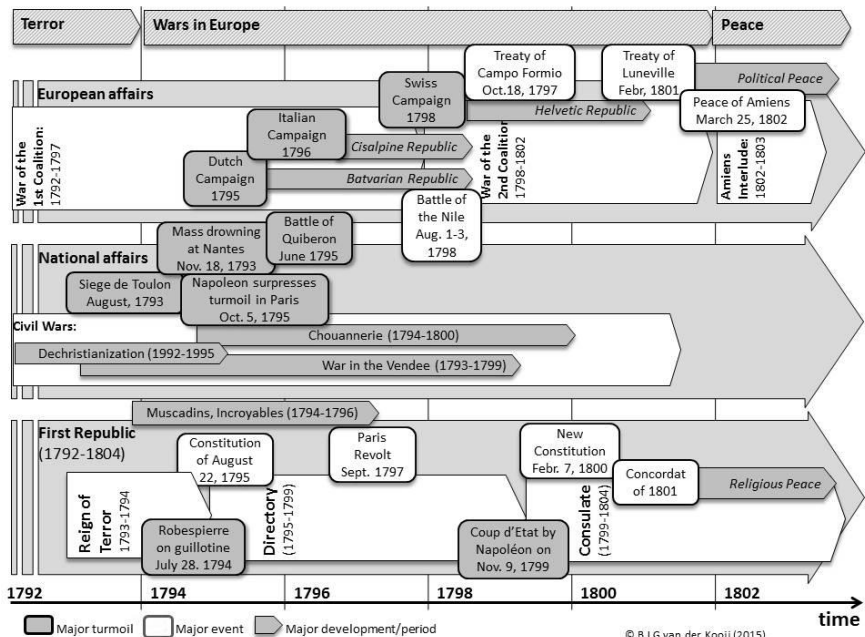 Terror
Wars in Europe
Peace
European affairs
War of the
1st Coalition:
1792-1797
Dutch
Campaign
1795
Italian
Campaign
1796
Swiss
Campaign
1798
Cisalpine Republic
Batvarian Republic
Treaty of
Campo Formio
Oct.18, 1797
Helvetic Republic
War of the
2nd Coalition
1798-1802
Treaty of
Luneville
Febr, 1801
Political Peace
Peace of Amiens
March 25, 1802
Amiens
Interlude:
1802-1803
Battle of
the Nile
Aug. 1-3,
1798
National affairs
Mass drowning
at Nantes
Nov. 18, 1793
Battle of
Quiberon
June 1795
Siege de Toulon
August, 1793
Napoleon surpresses
turmoil in Paris
Oct. 5, 1795
Civil Wars:
Chouannerie (1794-1800)
Dechristianization (1992-1995
War in the Vendee (1793-1799)
Muscadins, Incroyables (1794-1796)
First Republic
(1792-1804)
Constitution
of August
22, 1795
Paris
Revolt
Sept. 1797
New
Constitution
Febr. 7, 1800
Concordat
of 1801
Religious Peace
Reign of
Terror
1793-1794
Robespierre
on guillotine
July 28. 1794
Directory
(1795-1799)
Coup d'Etat by
Napoléon on
Nov. 9, 1799
Consulate
(1799-1804)
1792
1794
1796
1798
1800
1802
time
Major turmoil
Major event
Major development/period
© B.J.G van der Kooij (2015)